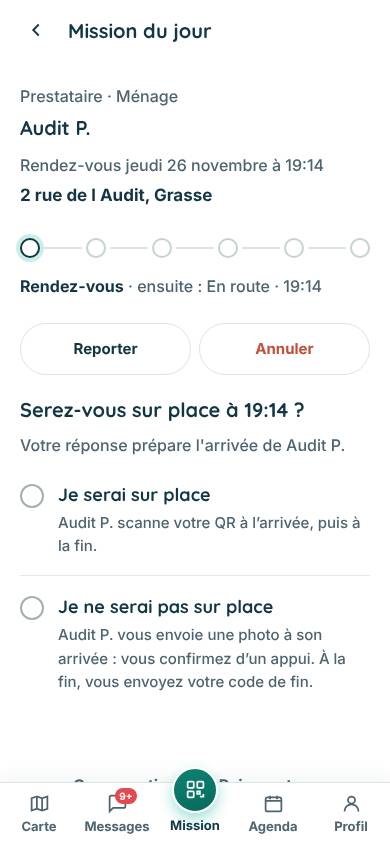 Mission du jour
Prestataire · Ménage
Audit P.
Rendez-vous jeudi 26 novembre à 19:14
2 rue de l Audit, Grasse
Rendez-vous · ensuite : En route · 19:14
Reporter
Annuler
Serez-vous sur place à 19:14 ?
Votre réponse prépare l'arrivée de Audit P.
Je serai sur place
Audit P. scanne votre QR à l’arrivée, puis à
la fin.
Je ne serai pas sur place
Audit P. vous envoie une photo à son
arrivée : vous confirmez d’un appui. À la
fin, vous envoyez votre code de fin.
9+
Carte
Messages
Mission
Agenda
Profil